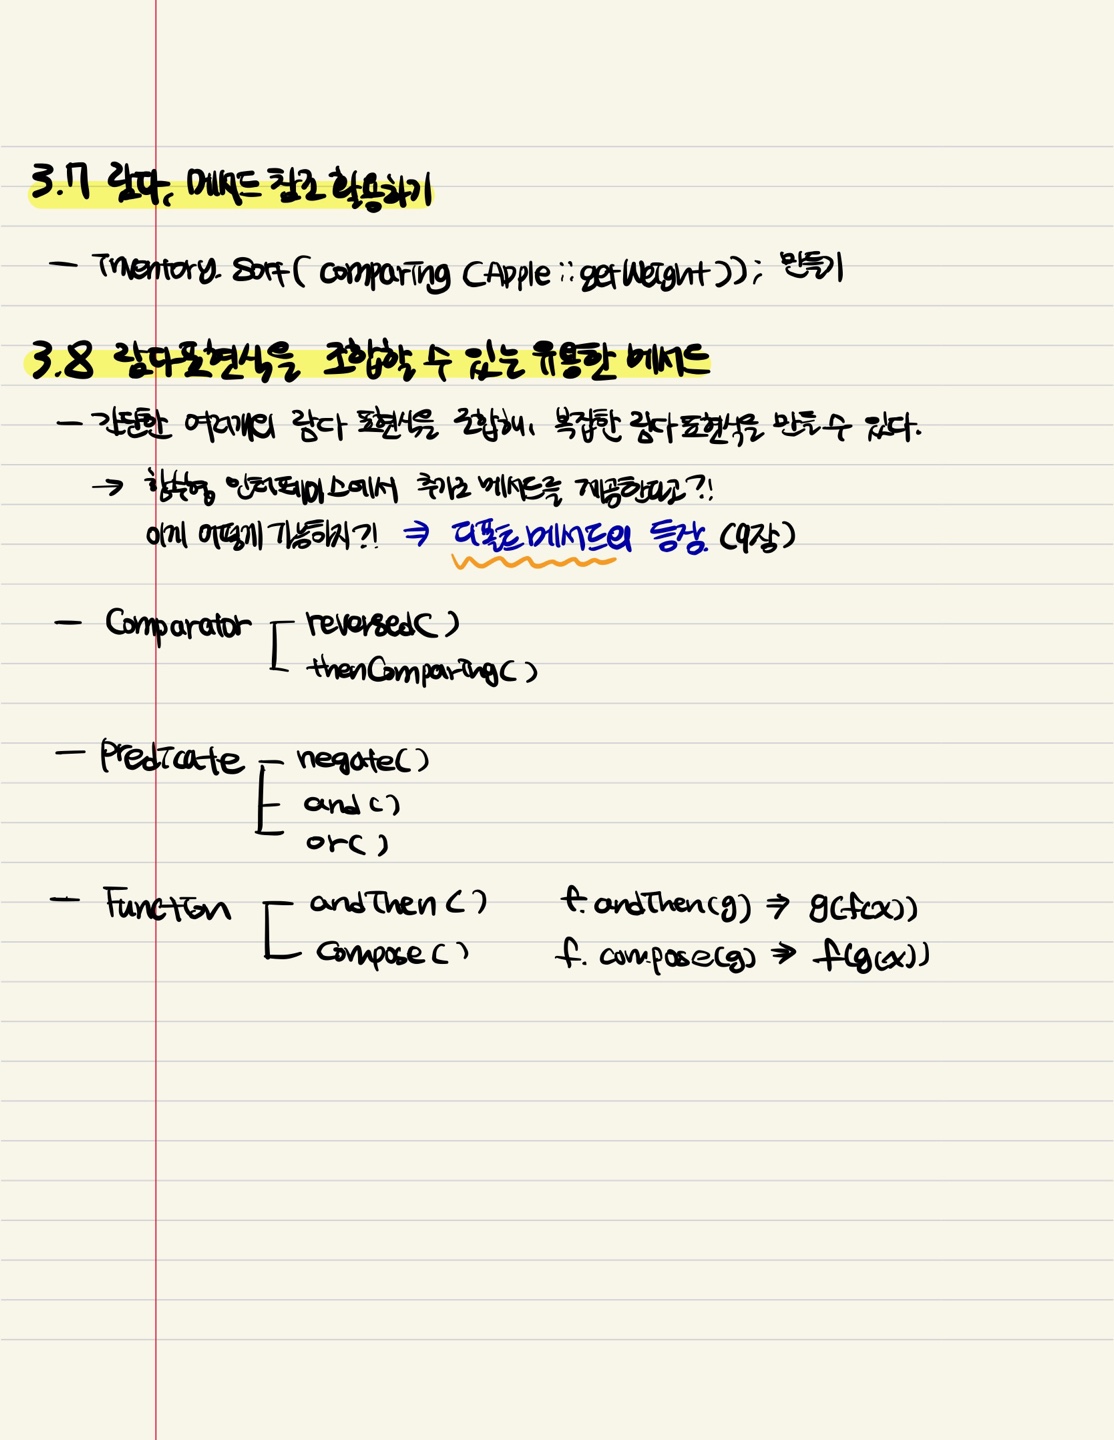 3.7 람다, 메서드 참조 활용하기
- Inventory.sort(comparing(Apple::getWeight)); 만들기
3.8 람다 표현식을 조합할 수 있는 유용한 메서드
- 간단한 여러개의 람다 표현식을 조합해, 복잡한 람다 표현식을 만들 수 있다.
→ 함수형 인터페이스에서 추가로 메서드를 제공한다고?!
이게 어떻게 가능하지?! ⇒ 디폴트 메서드의 등장. (9장)
- Comparator reversed()
thenComparing()
- Predicate negate()
and()
or()
- Function andThen() f.andThen(g) ⇒ g(f(x))
compose() f.compose(g) ⇒ f(g(x))